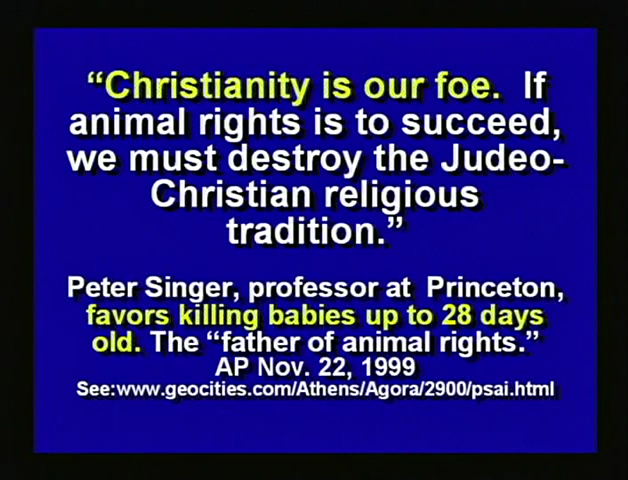 “Christianity is our foe. If
animal rights is to succeed,
we must destroy the Judeo-
Christian religious
tradition.”
Peter Singer, professor at Princeton,
favors killing babies up to 28 days
old. The “father of animal rights.”
AP Nov. 22, 1999
See:www.geocities.com/Athens/Agora/2900/psai.html